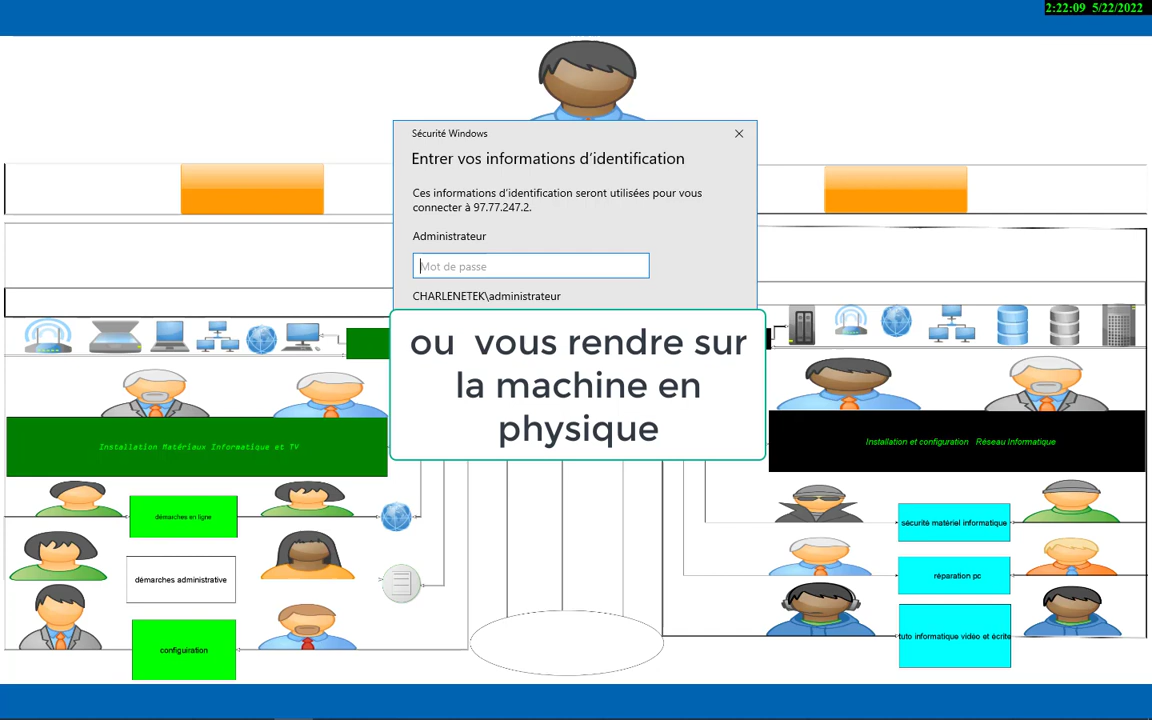 2:22:09 5/22/2022
Sécurité Windows
Entrer vos informations d'identification
Ces informations d'identification seront utilisées pour vous
connecter à 97.77.247.2.
Administrateur
Mot de passe
CHARLENETEK\administrateur
ou vous rendre sur
la machine en
physique
Installation Matériaux Informatique et TV
Installation et configuration Réseau Informatique
démarches en ligne
démarches administrative
configuiration
sécurité matériel informatique
réparation pc
tuto informatique vidéo et écrite